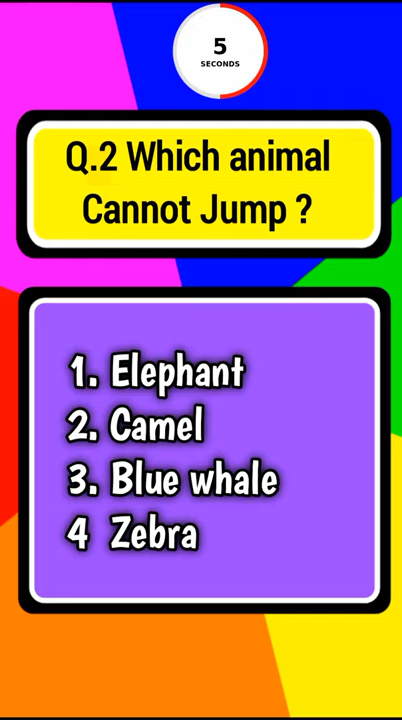 5
SECONDS
Q.2 Which animal
Cannot Jump ?
1. Elephant
2. Camel
3. Blue whale
4 Zebra